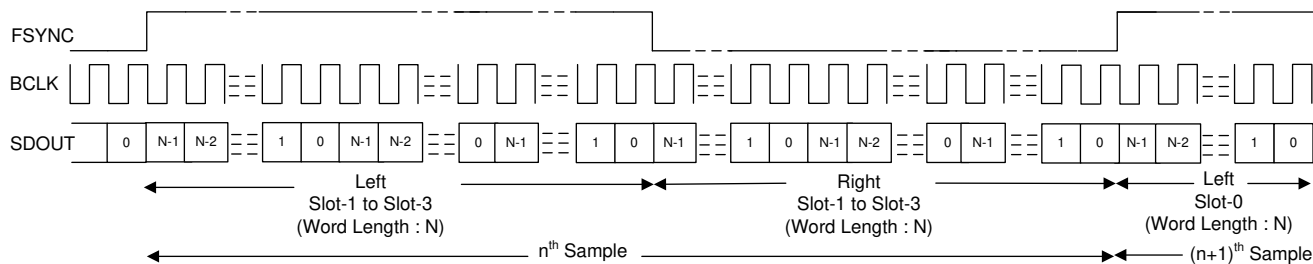 FSYNC
BCLK
SDOUT 0 N-1 N-2 1 0 N-1 N-2 0 N-1 1 0 N-1 1 0 N-1 N-2 0 N-1 1 0 N-1 N-2 1 0
Left
Slot-1 to Slot-3
(Word Length : N)
Right
Slot-1 to Slot-3
(Word Length : N)
Left
Slot-0
(Word Length : N)
nth Sample
(n+1)th Sample